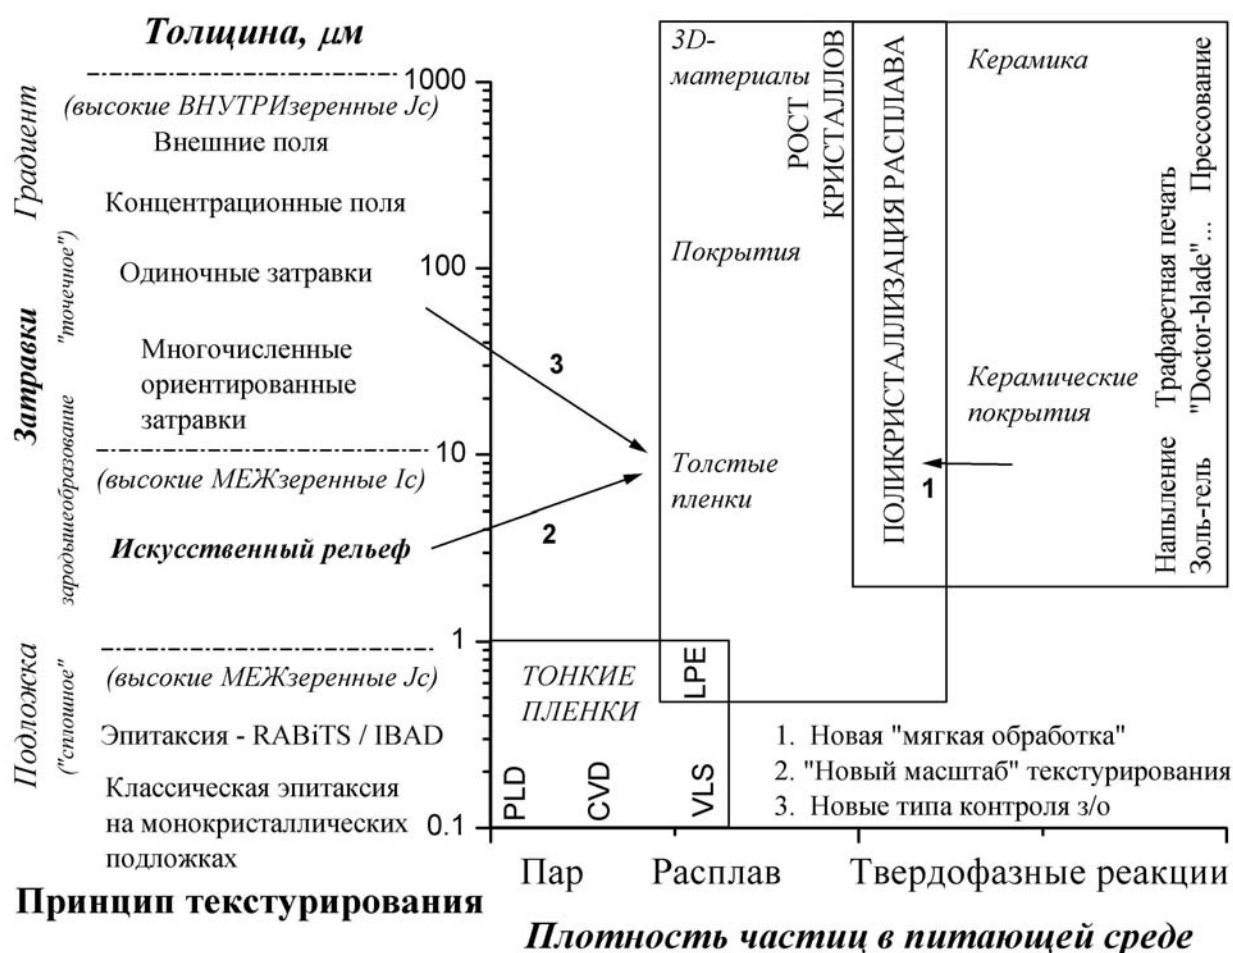 Толщина, μм
1000
(высокие ВНУТРИзеренные Jc)
Внешние поля
Концентрационные поля
Одиночные затравки
100
Многочисленные
ориентированные
затравки
10
(высокие МЕЖзеренные Ic)
Искусственный рельеф
1
(высокие МЕЖзеренные Jc)
Эпитаксия - RABiTS / IBAD
Классическая эпитаксия
на монокристаллических
подложках
0.1
Градиент
Затравки
"точечное")
зародышеобразование
Подложка
("сплошное"
Принцип текстурирования
3D-
материалы
РОСТ
КРИСТАЛЛОВ
Покрытия
Толстые
пленки
ПОЛИКРИСТАЛЛИЗАЦИЯ РАСПЛАВА
Керамика
Керамические
покрытия
Напыление Трафаретная печать
Золь-гель "Doctor-blade"... Прессование
3
2
1
ТОНКИЕ
ПЛЕНКИ
LPE
PLD
CVD
VLS
1. Новая "мягкая обработка"
2. "Новый масштаб" текстурирования
3. Новые типа контроля з/о
Пар
Расплав
Твердофазные реакции
Плотность частиц в питающей среде